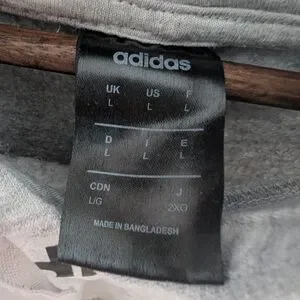 adidas
UK US F
L L L
D I E
L L L
CDN J
L/G 2XO
MADE IN BANGLADESH